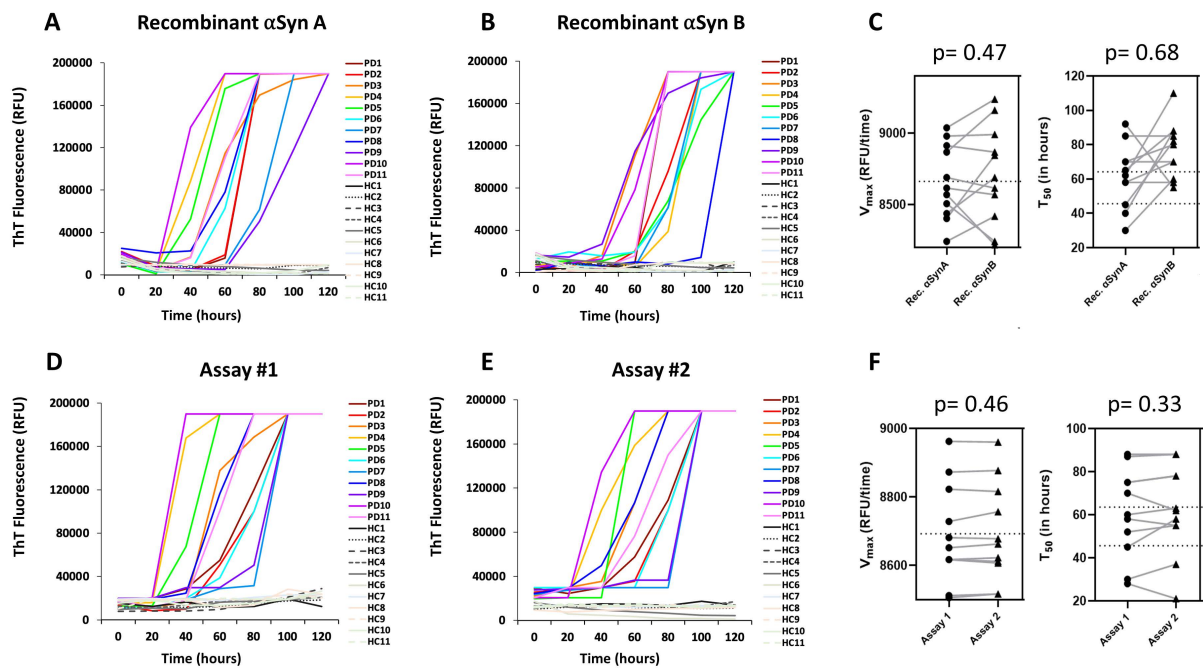 A
Recombinant αSyn A
ThT Fluorescence (RFU)
200000
160000
120000
80000
40000
0
0 20 40 60 80 100 120
Time (hours)
PD1
PD2
PD3
PD4
PD5
PD6
PD7
PD8
PD9
PD10
PD11
HC1
HC2
HC3
HC4
HC5
HC6
HC7
HC8
HC9
HC10
HC11
B
Recombinant αSyn B
ThT Fluorescence (RFU)
200000
160000
120000
80000
40000
0
0 20 40 60 80 100 120
Time (hours)
PD1
PD2
PD3
PD4
PD5
PD6
PD7
PD8
PD9
PD10
PD11
HC1
HC2
HC3
HC4
HC5
HC6
HC7
HC8
HC9
HC10
HC11
C
p= 0.47
Vmax (RFU/time)
9000
8500
Rec. αSynA
Rec. αSynB
p= 0.68
T50 (in hours)
120
100
80
60
40
20
Rec. αSynA
Rec. αSynB
D
Assay #1
ThT Fluorescence (RFU)
200000
160000
120000
80000
40000
0
0 20 40 60 80 100 120
Time (hours)
PD1
PD2
PD3
PD4
PD5
PD6
PD7
PD8
PD9
PD10
PD11
HC1
HC2
HC3
HC4
HC5
HC6
HC7
HC8
HC9
HC10
HC11
E
Assay #2
ThT Fluorescence (RFU)
200000
160000
120000
80000
40000
0
0 20 40 60 80 100 120
Time (hours)
PD1
PD2
PD3
PD4
PD5
PD6
PD7
PD8
PD9
PD10
PD11
HC1
HC2
HC3
HC4
HC5
HC6
HC7
HC8
HC9
HC10
HC11
F
p= 0.46
Vmax (RFU/time)
9000
8800
8600
Assay 1
Assay 2
p= 0.33
T50 (in hours)
100
80
60
40
20
Assay 1
Assay 2